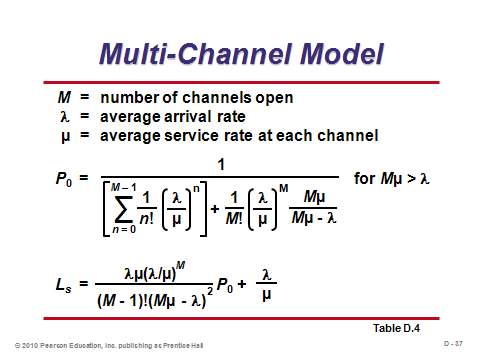 Multi-Channel Model
M = number of channels open
λ = average arrival rate
µ = average service rate at each channel
P₀ = 1 / [ [ M – 1 ∑ n = 0 1/n! (λ/µ)ⁿ ] + 1/M! (λ/µ)ᴹ Mµ/(Mµ - λ) ] for Mµ > λ
Lₛ = λµ(λ/µ)ᴹ / (M - 1)!(Mµ - λ)² P₀ + λ/µ
Table D.4
© 2010 Pearson Education, Inc. publishing as Prentice Hall
D - 37